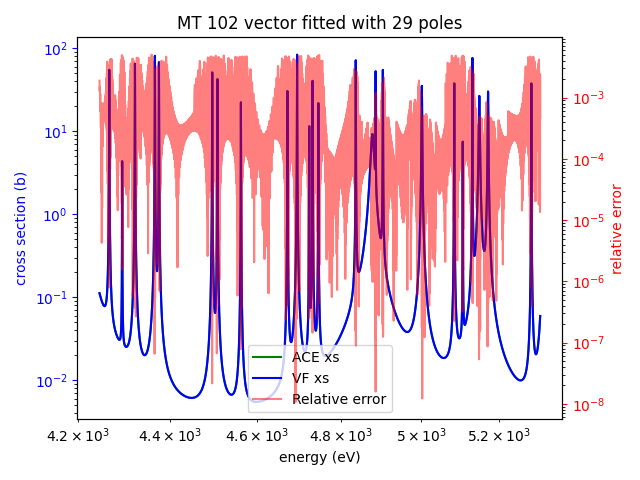 MT 102 vector fitted with 29 poles
10²
10¹
10⁰
10⁻¹
10⁻²
cross section (b)
10⁻³
10⁻⁴
10⁻⁵
10⁻⁶
10⁻⁷
10⁻⁸
relative error
ACE xs
VF xs
Relative error
4.2 × 10³ 4.4 × 10³ 4.6 × 10³ 4.8 × 10³ 5 × 10³ 5.2 × 10³
energy (eV)